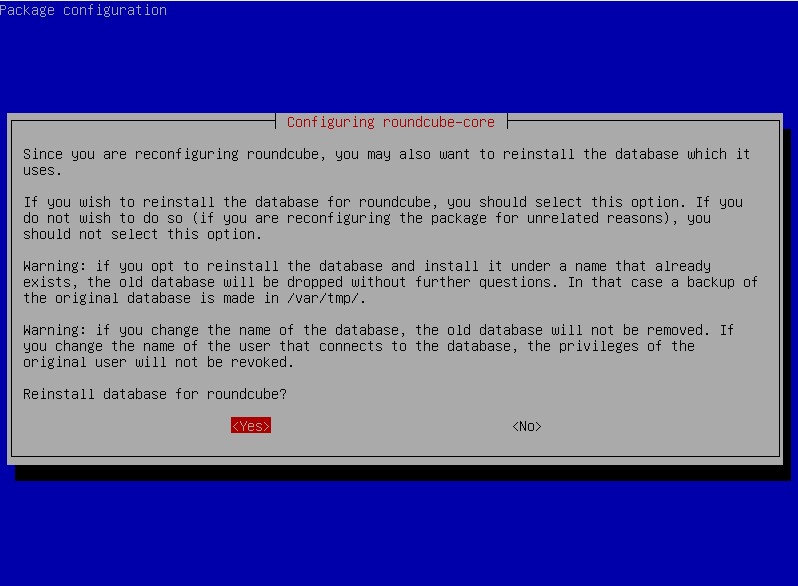 Package configuration
Configuring roundcube-core
Since you are reconfiguring roundcube, you may also want to reinstall the database which it
uses.
If you wish to reinstall the database for roundcube, you should select this option. If you
do not wish to do so (if you are reconfiguring the package for unrelated reasons), you
should not select this option.
Warning: if you opt to reinstall the database and install it under a name that already
exists, the old database will be dropped without further questions. In that case a backup of
the original database is made in /var/tmp/.
Warning: if you change the name of the database, the old database will not be removed. If
you change the name of the user that connects to the database, the privileges of the
original user will not be revoked.
Reinstall database for roundcube?
<Yes> <No>